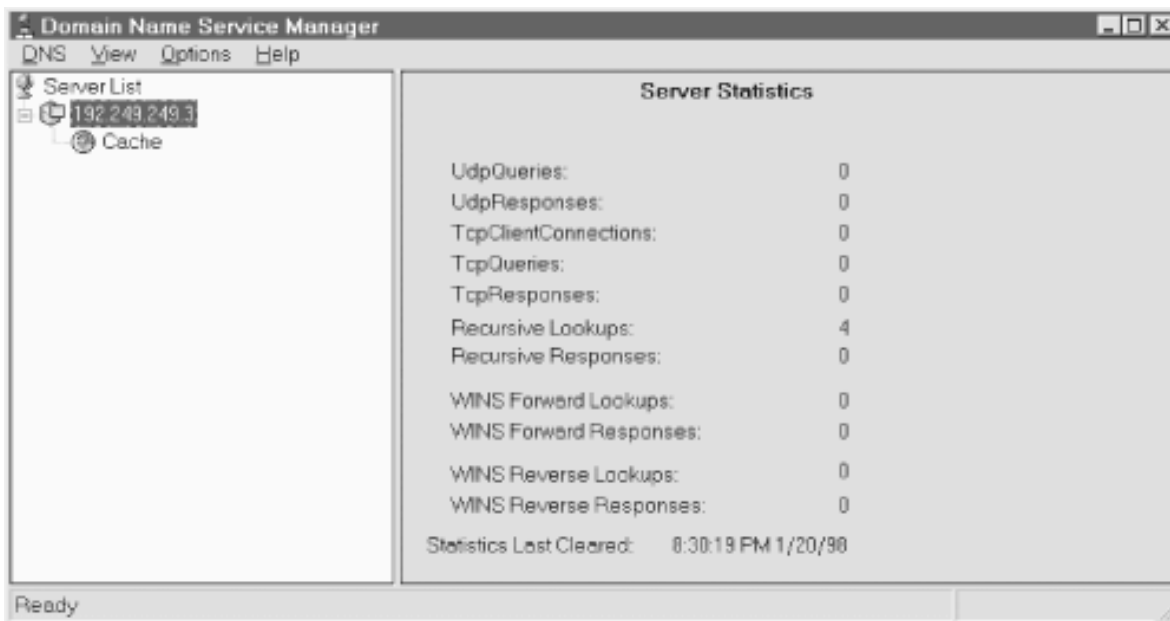 Domain Name Service Manager
DNS View Options Help
Server List
192.249.249.3
Cache
Server Statistics
UdpQueries: 0
UdpResponses: 0
TcpClientConnections: 0
TcpQueries: 0
TcpResponses: 0
Recursive Lookups: 4
Recursive Responses: 0
WINS Forward Lookups: 0
WINS Forward Responses: 0
WINS Reverse Lookups: 0
WINS Reverse Responses: 0
Statistics Last Cleared: 8:30:19 PM 1/20/98
Ready